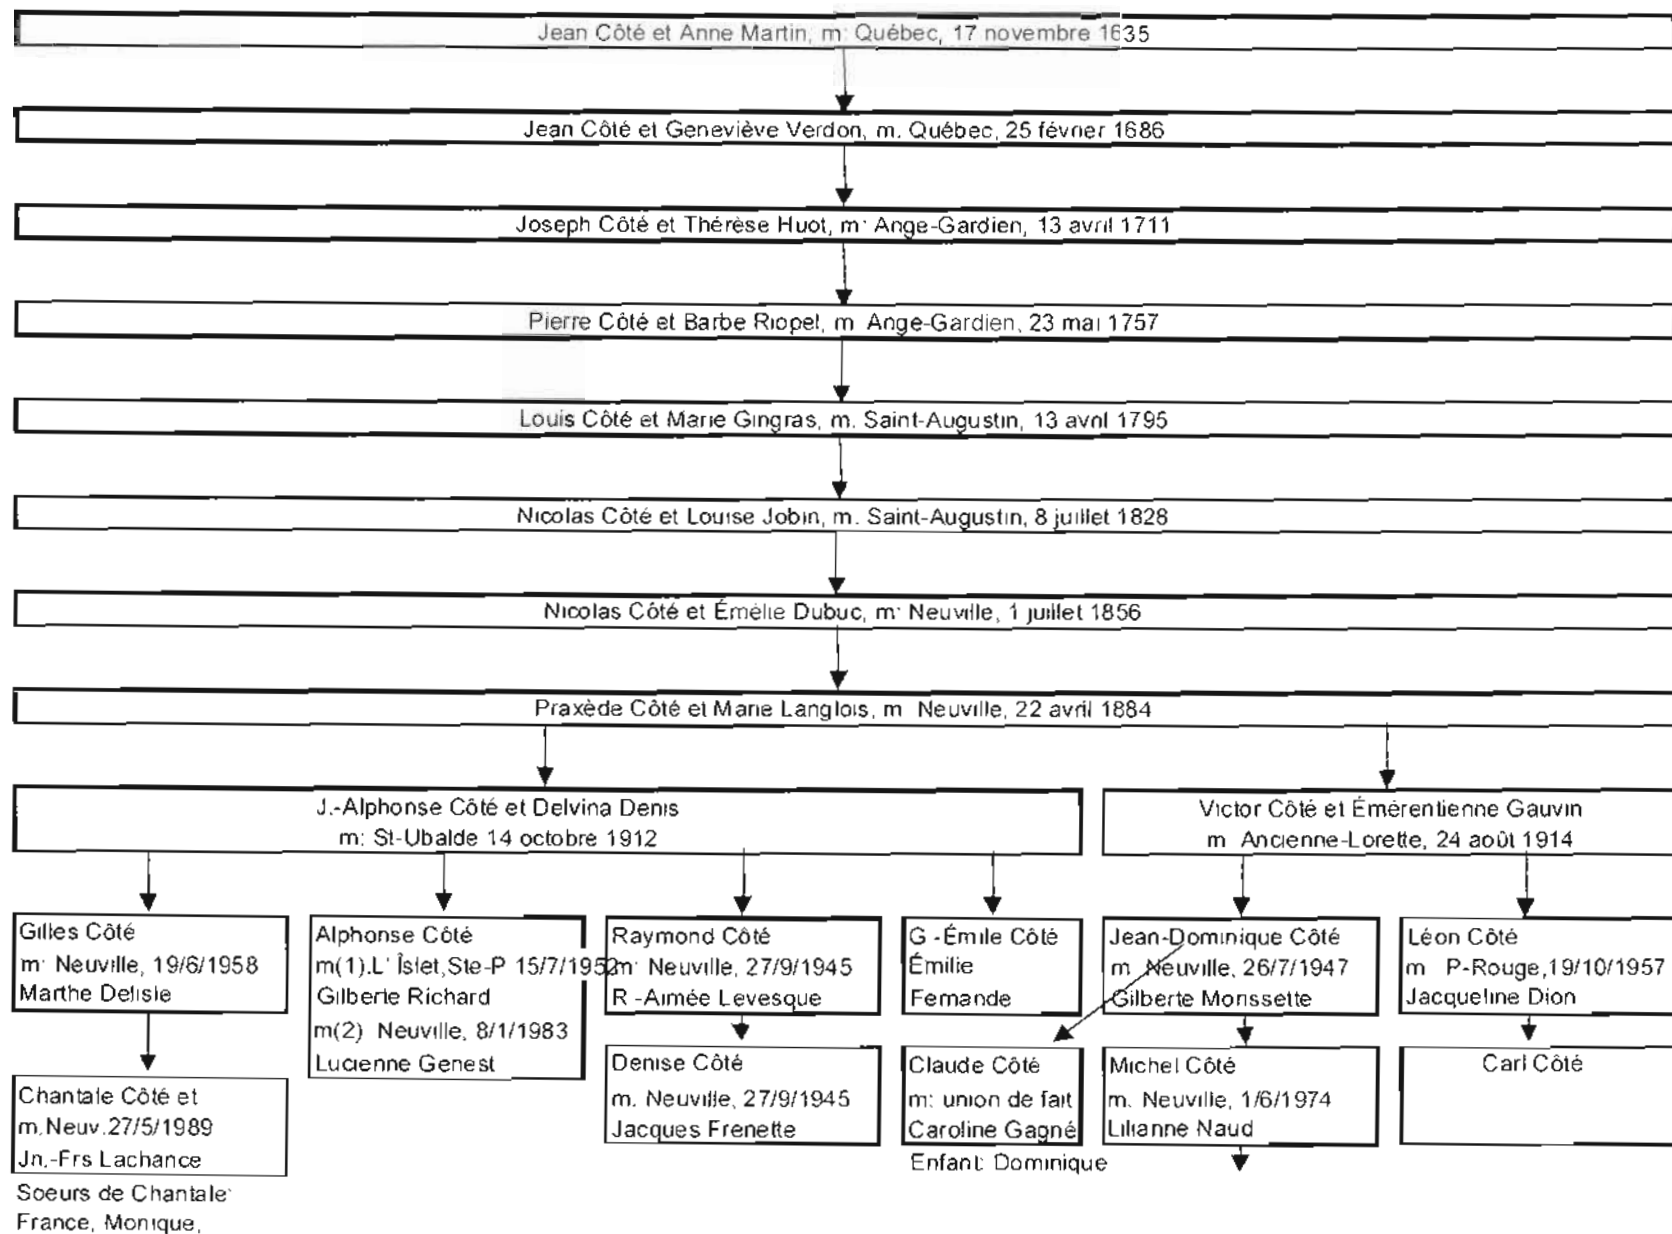 Jean Côté et Anne Martin, m: Québec, 17 novembre 1635
Jean Côté et Geneviève Verdon, m. Québec, 25 février 1686
Joseph Côté et Thérèse Huot, m: Ange-Gardien, 13 avril 1711
Pierre Côté et Barbe Riopel, m Ange-Gardien, 23 mai 1757
Louis Côté et Marie Gingras, m. Saint-Augustin, 13 avril 1795
Nicolas Côté et Louise Jobin, m. Saint-Augustin, 8 juillet 1828
Nicolas Côté et Émélie Dubuc, m: Neuville, 1 juillet 1856
Praxède Côté et Marie Langlois, m Neuville, 22 avril 1884
J.-Alphonse Côté et Delvina Denis
m: St-Ubalde 14 octobre 1912
Victor Côté et Émérentienne Gauvin
m Ancienne-Lorette, 24 août 1914
Gilles Côté
m: Neuville, 19/6/1958
Marthe Delisle
Alphonse Côté
m(1).L' Îslet,Ste-P 15/7/1952
Gilberte Richard
m(2) Neuville, 8/1/1983
Lucienne Genest
Raymond Côté
m: Neuville, 27/9/1945
R -Aimée Levesque
G -Émile Côté
Émilie
Fernande
Jean-Dominique Côté
m Neuville, 26/7/1947
Gilberte Morissette
Léon Côté
m P-Rouge,19/10/1957
Jacqueline Dion
Chantale Côté et
m.Neuv.27/5/1989
Jn.-Frs Lachance
Denise Côté
m. Neuville, 27/9/1945
Jacques Frenette
Claude Côté
m: union de fait
Caroline Gagné
Enfant: Dominique
Michel Côté
m. Neuville, 1/6/1974
Lilianne Naud
Carl Côté
Soeurs de Chantale:
France, Monique,